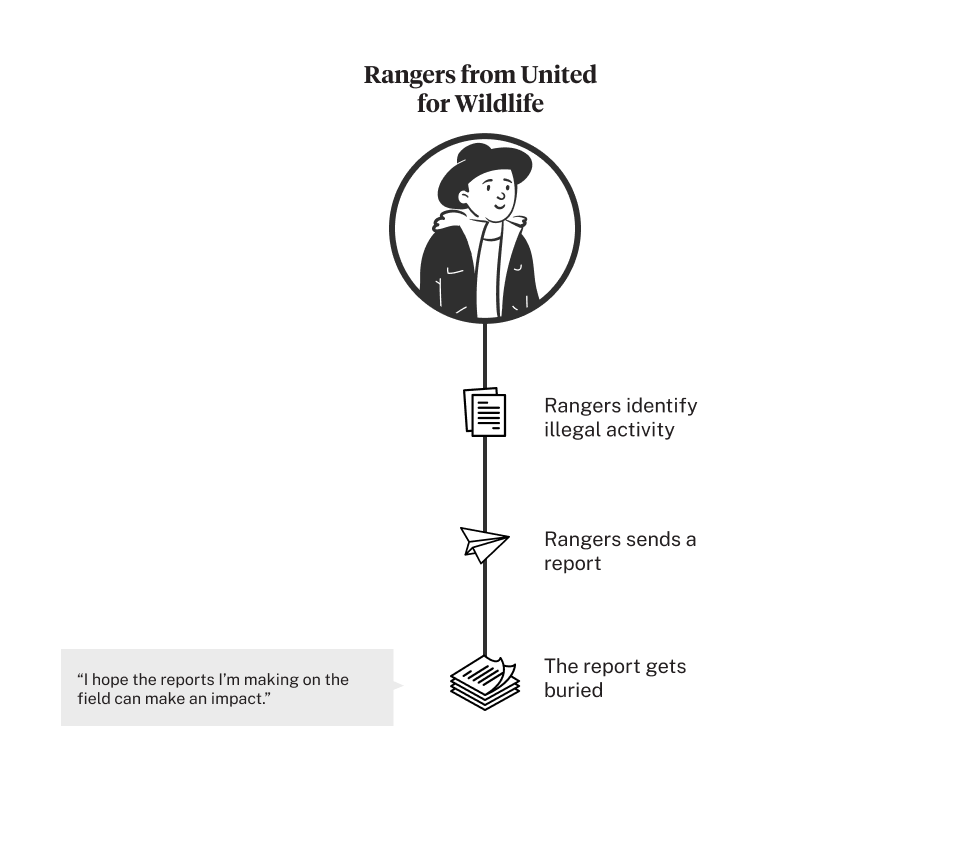 Rangers from United
for Wildlife
Rangers identify
illegal activity
Rangers sends a
report
The report gets
buried
“I hope the reports I’m making on the
field can make an impact.”